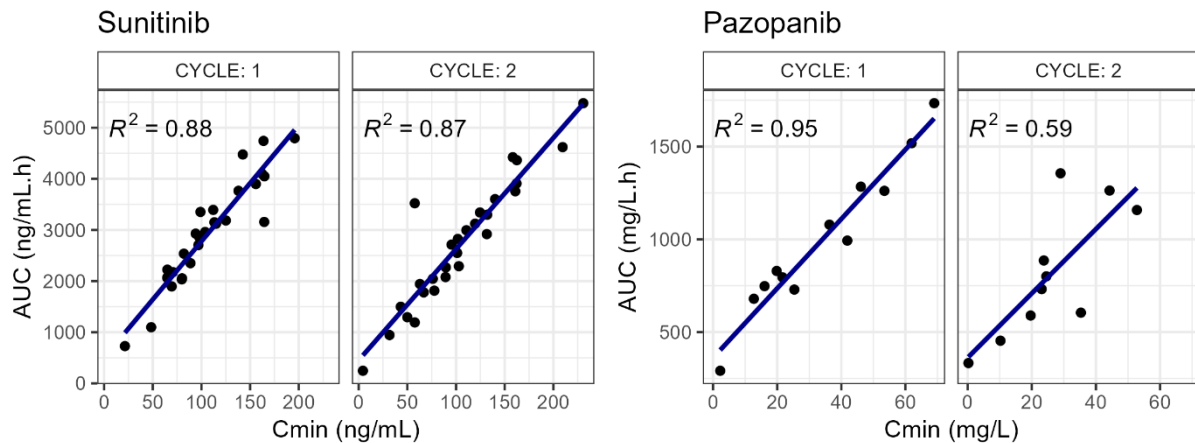 Sunitinib
CYCLE: 1
CYCLE: 2
R² = 0.88
R² = 0.87
AUC (ng/mL.h)
5000
4000
3000
2000
1000
0
0 50 100 150 200
0 50 100 150 200
Cmin (ng/mL)
Pazopanib
CYCLE: 1
CYCLE: 2
R² = 0.95
R² = 0.59
AUC (mg/L.h)
1500
1000
500
0 20 40 60
0 20 40 60
Cmin (mg/L)